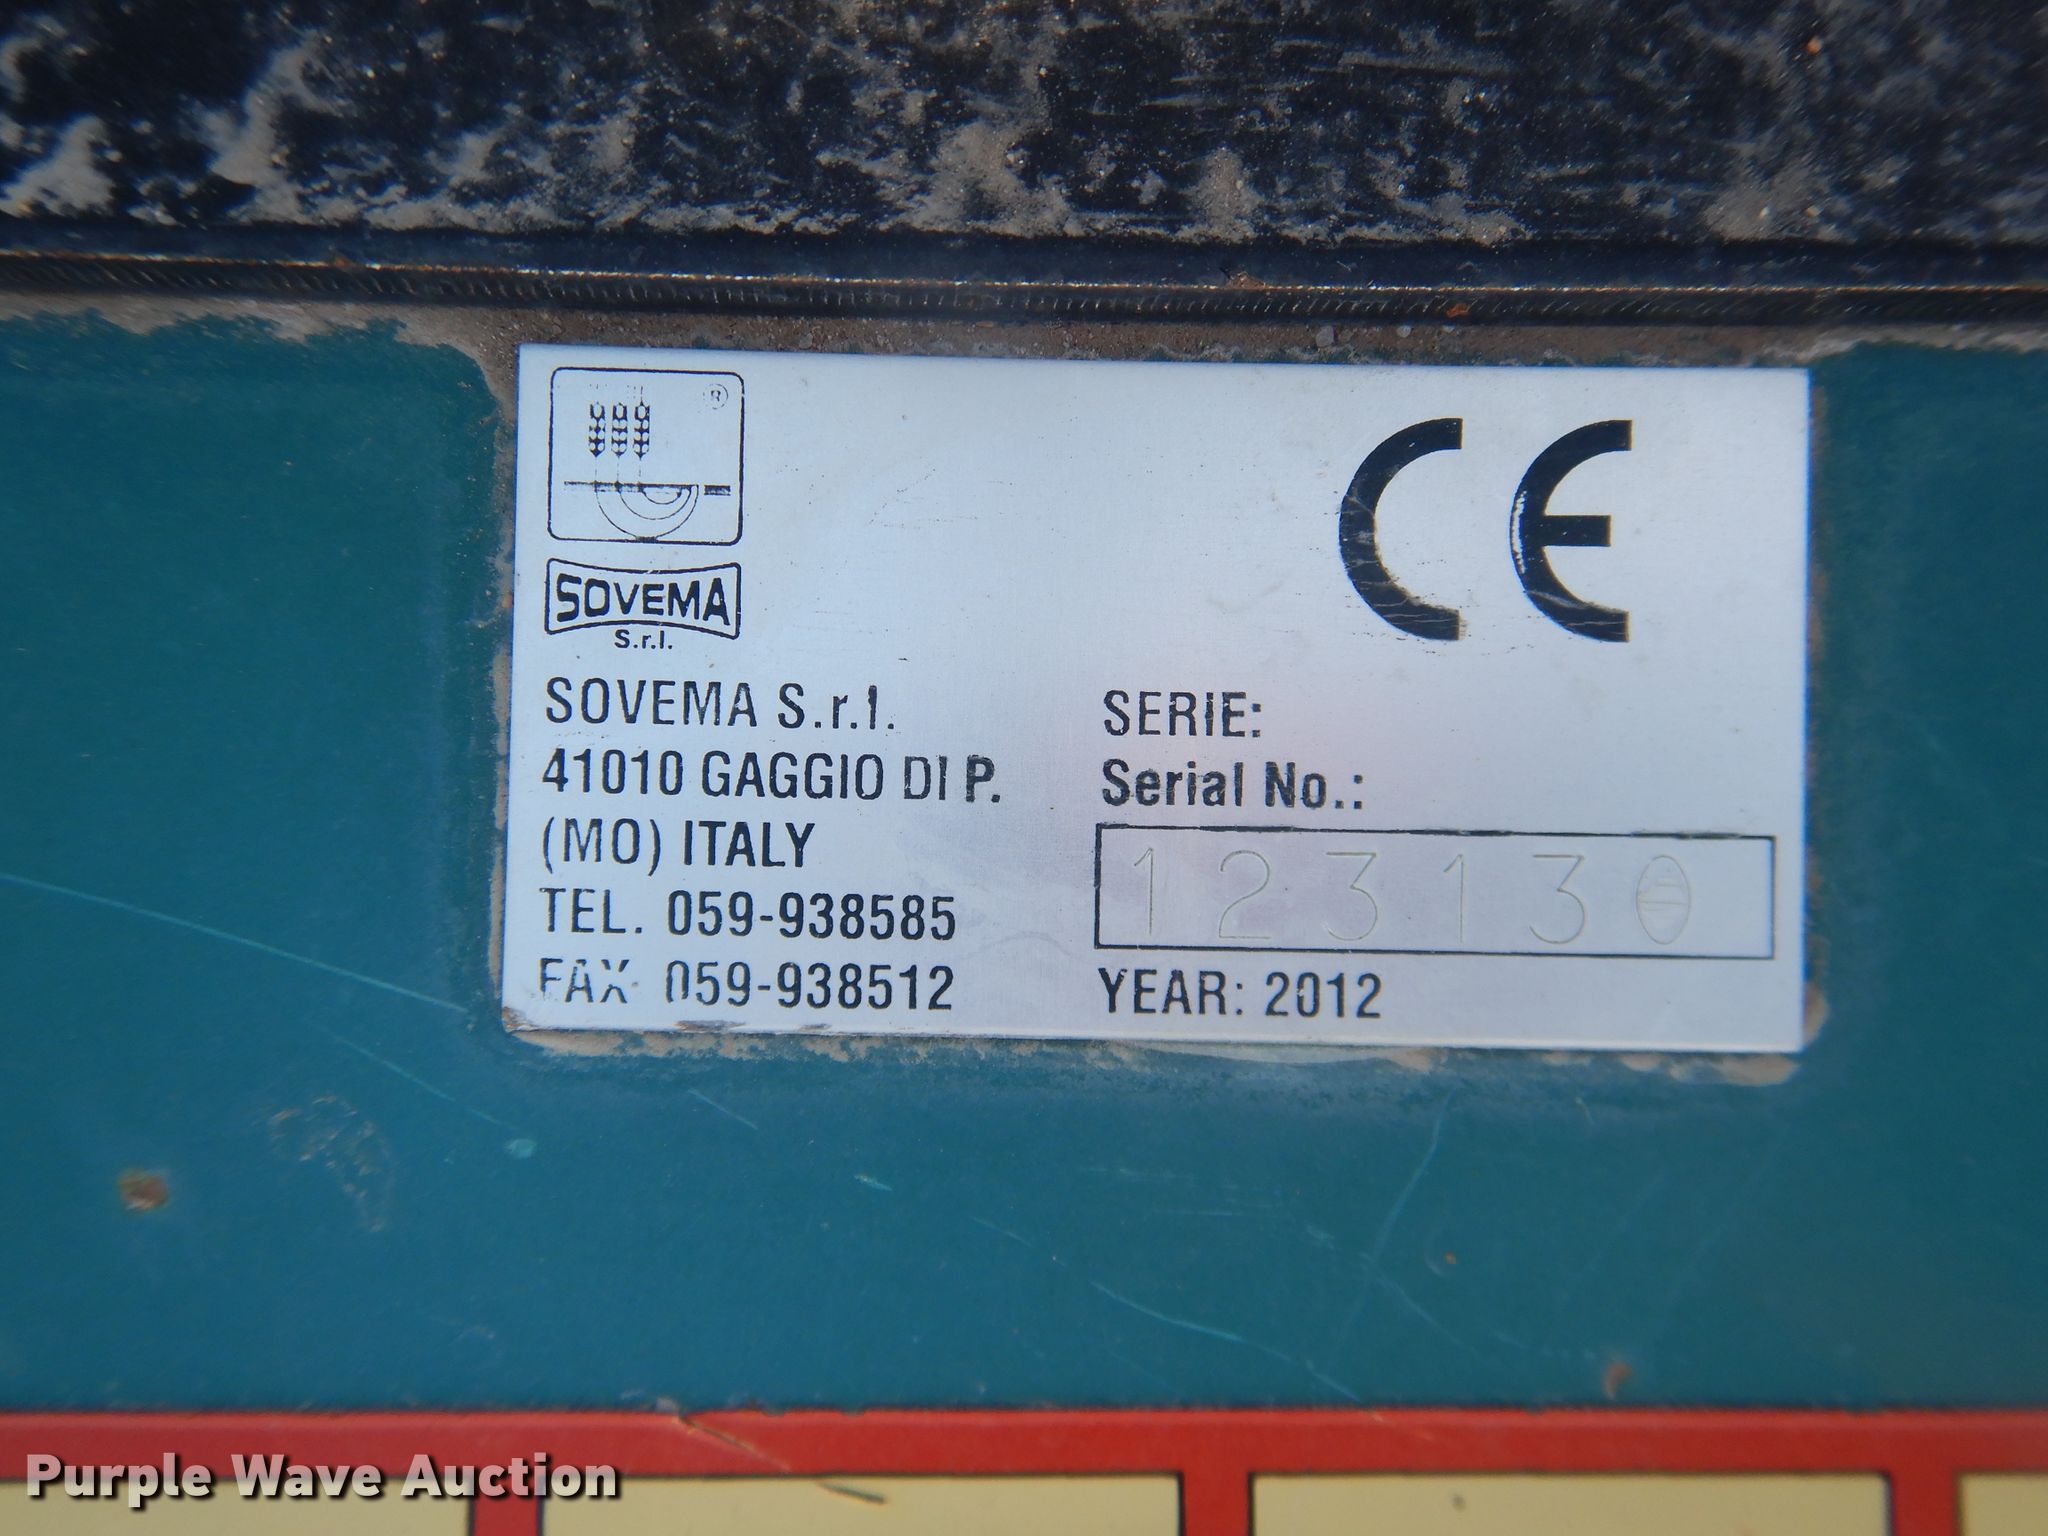 ®
SOVEMA
S.r.l.
CE
SOVEMA S.r.l.
41010 GAGGIO DI P.
(MO) ITALY
TEL. 059-938585
FAX. 059-938512
SERIE:
Serial No.:
123130
YEAR: 2012
Purple Wave Auction